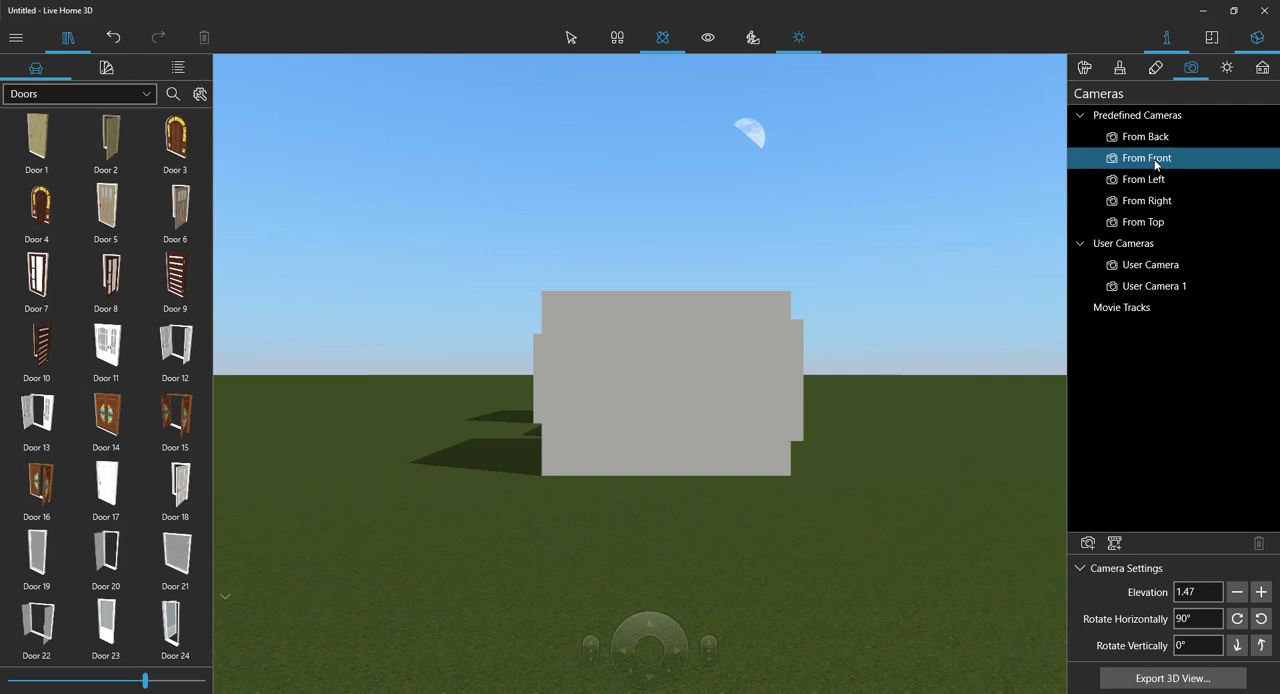 Untitled - Live Home 3D
Doors
Door 1
Door 2
Door 3
Door 4
Door 5
Door 6
Door 7
Door 8
Door 9
Door 10
Door 11
Door 12
Door 13
Door 14
Door 15
Door 16
Door 17
Door 18
Door 19
Door 20
Door 21
Door 22
Door 23
Door 24
Cameras
Predefined Cameras
From Back
From Front
From Left
From Right
From Top
User Cameras
User Camera
User Camera 1
Movie Tracks
Camera Settings
Elevation 1.47
Rotate Horizontally 90°
Rotate Vertically 0°
Export 3D View...